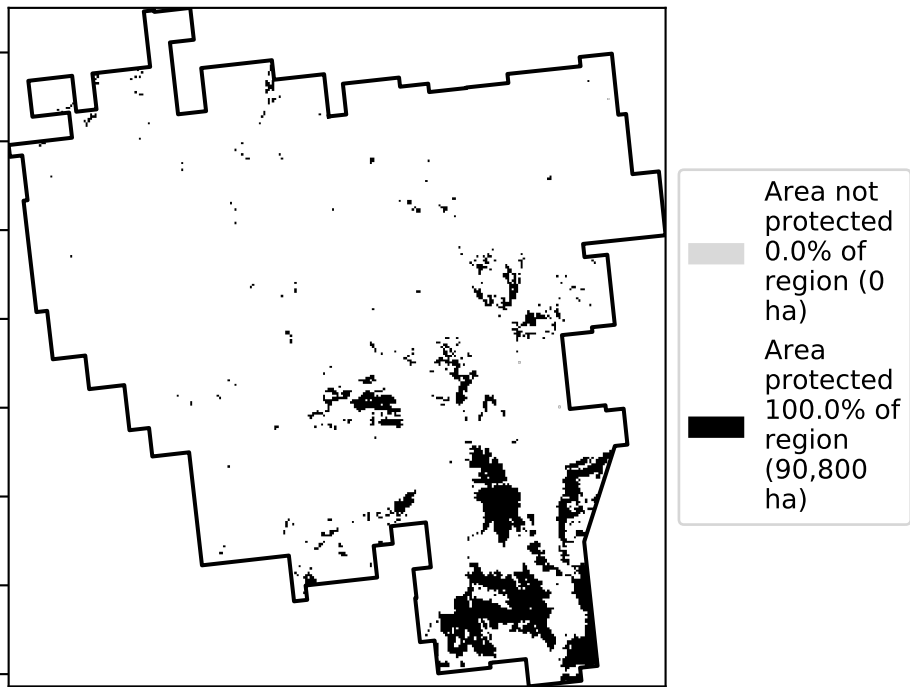 Area not
protected
0.0% of
region (0
ha)
Area
protected
100.0% of
region
(90,800
ha)